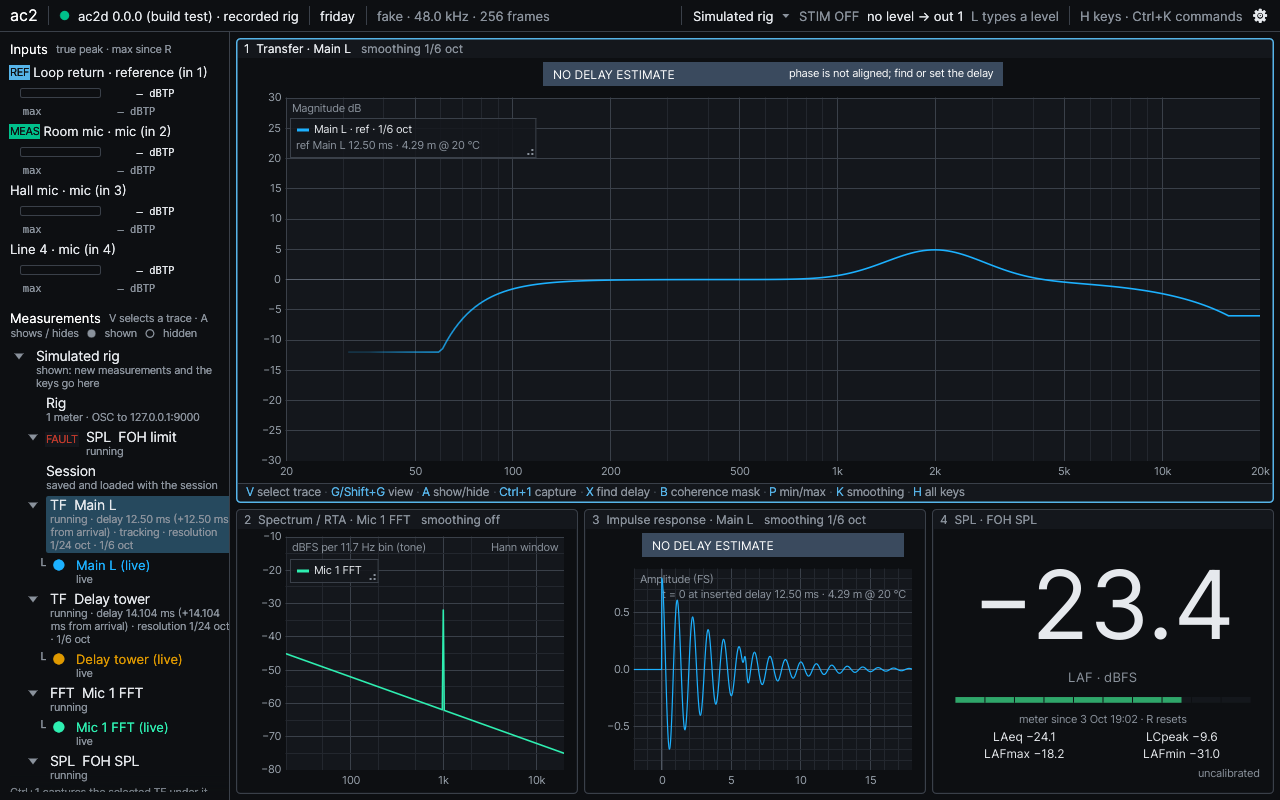 ac2 ac2d 0.0.0 (build test) · recorded rig friday fake · 48.0 kHz · 256 frames Simulated rig STIM OFF no level → out 1 L types a level H keys · Ctrl+K commands
Inputs true peak · max since R
REF Loop return · reference (in 1)
– dBTP
max – dBTP
MEAS Room mic · mic (in 2)
– dBTP
max – dBTP
Hall mic · mic (in 3)
– dBTP
max – dBTP
Line 4 · mic (in 4)
– dBTP
max – dBTP
Measurements V selects a trace · A
shows / hides shown hidden
Simulated rig
shown: new measurements and the
keys go here
Rig
1 meter · OSC to 127.0.0.1:9000
FAULT SPL FOH limit
running
Session
saved and loaded with the session
TF Main L
running · delay 12.50 ms (+12.50 ms
from arrival) · tracking · resolution
1/24 oct · 1/6 oct
Main L (live)
live
TF Delay tower
running · delay 14.104 ms (+14.104
ms from arrival) · resolution 1/24 oct
· 1/6 oct
Delay tower (live)
live
FFT Mic 1 FFT
running
Mic 1 FFT (live)
live
SPL FOH SPL
running
Ctrl+1 captures the selected TF under it
1 Transfer · Main L smoothing 1/6 oct
NO DELAY ESTIMATE phase is not aligned; find or set the delay
Magnitude dB
Main L · ref · 1/6 oct
ref Main L 12.50 ms · 4.29 m @ 20 °C
30
25
20
15
10
5
0
−5
−10
−15
−20
−25
−30
20 50 100 200 500 1k 2k 5k 10k 20k
V select trace · G/Shift+G view · A show/hide · Ctrl+1 capture · X find delay · B coherence mask · P min/max · K smoothing · H all keys
2 Spectrum / RTA · Mic 1 FFT smoothing off
dBFS per 11.7 Hz bin (tone) Hann window
Mic 1 FFT
−10
−20
−30
−40
−50
−60
−70
−80
100 1k 10k
3 Impulse response · Main L smoothing 1/6 oct
NO DELAY ESTIMATE
Amplitude (FS)
t = 0 at inserted delay 12.50 ms · 4.29 m @ 20 °C
0.5
0.0
−0.5
0 5 10 15
4 SPL · FOH SPL
−23.4
LAF · dBFS
meter since 3 Oct 19:02 · R resets
LAeq −24.1 LCpeak −9.6
LAFmax −18.2 LAFmin −31.0
uncalibrated